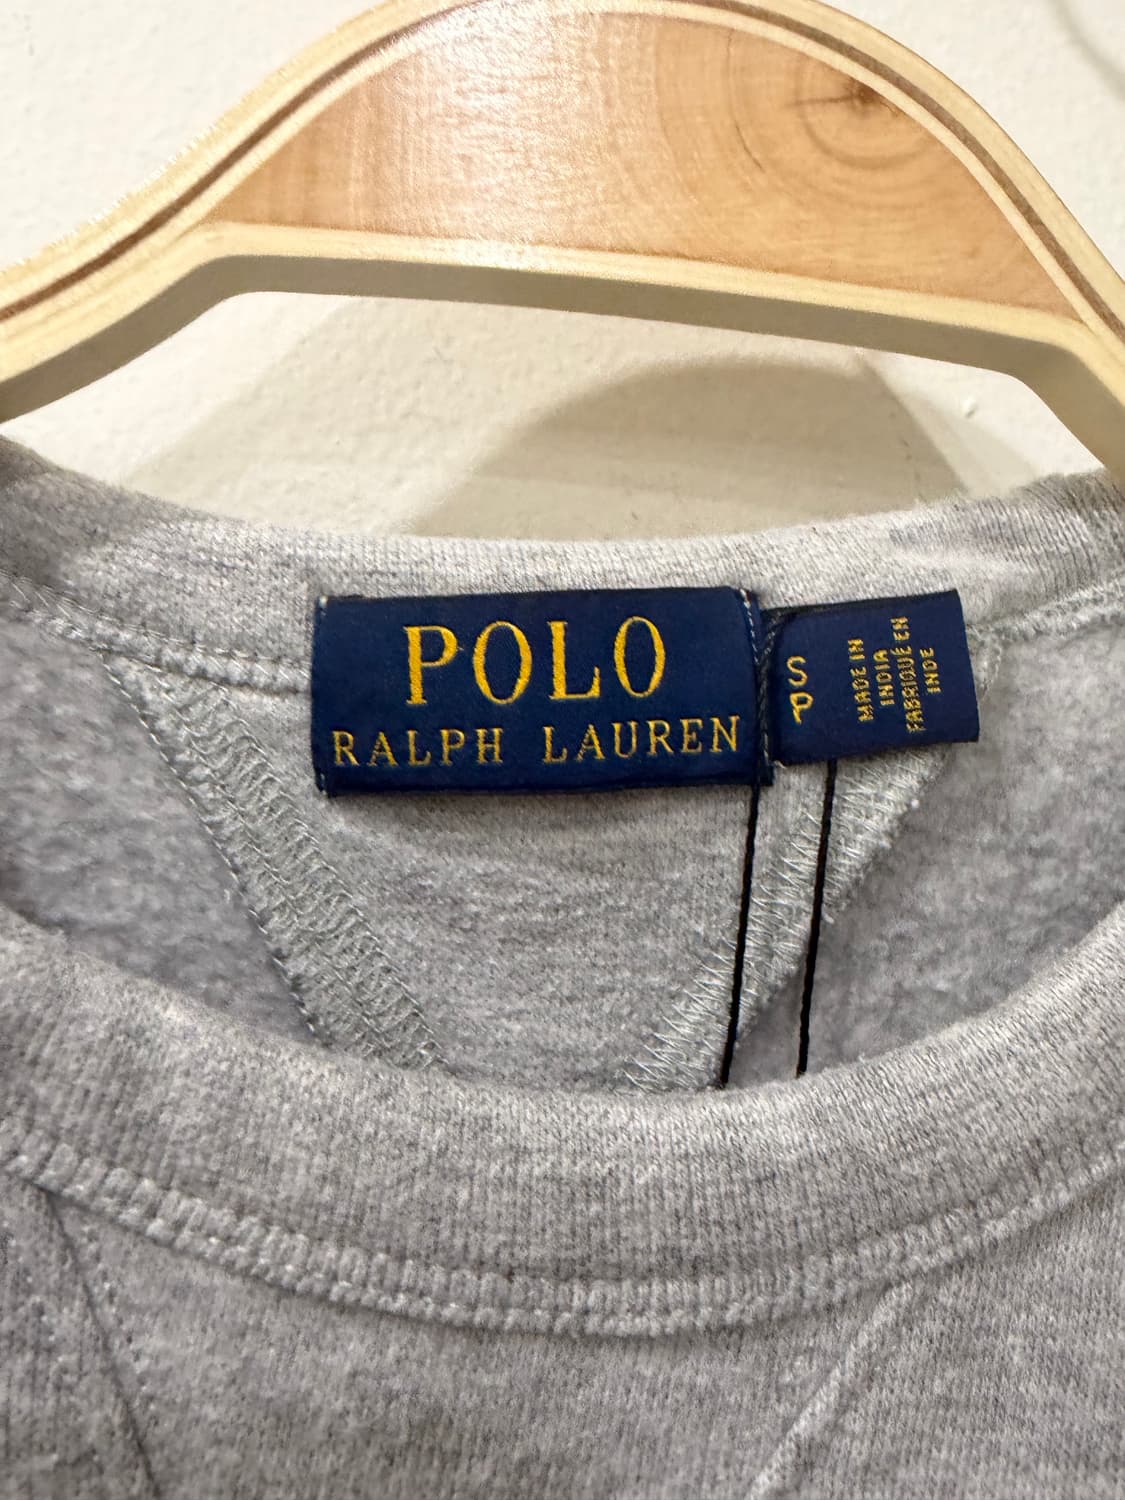 POLO
RALPH LAUREN
S
P
MADE IN
INDIA
FABRIQUÉ EN
INDE